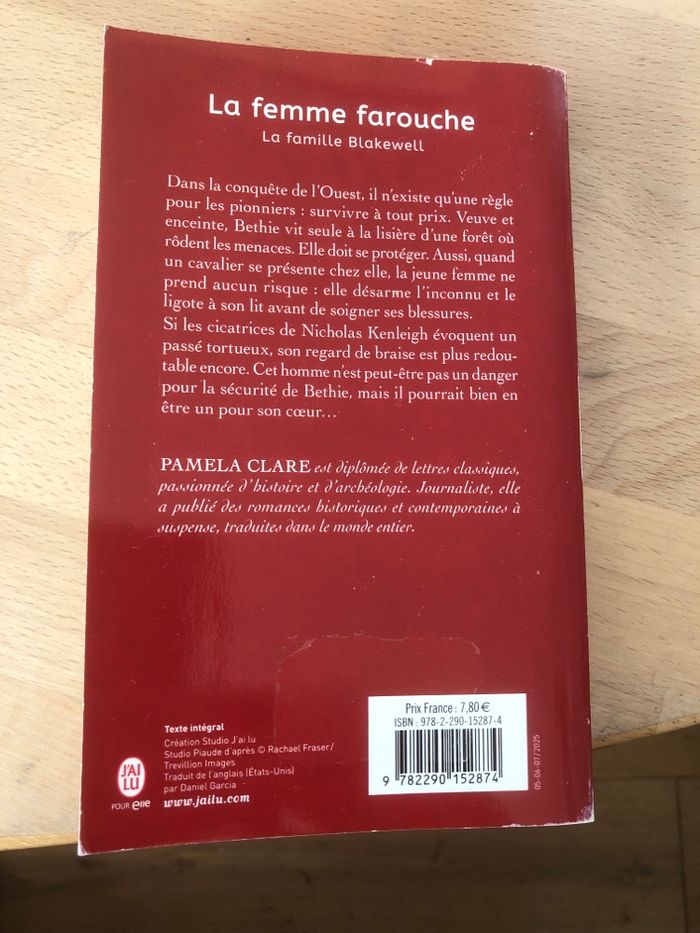 La femme farouche
La famille Blakewell
Dans la conquête de l'Ouest, il n'existe qu'une règle
pour les pionniers : survivre à tout prix. Veuve et
enceinte, Bethie vit seule à la lisière d'une forêt où
rôdent les menaces. Elle doit se protéger. Aussi, quand
un cavalier se présente chez elle, la jeune femme ne
prend aucun risque : elle désarme l'inconnu et le
ligote à son lit avant de soigner ses blessures.
Si les cicatrices de Nicholas Kenleigh évoquent un
passé tortueux, son regard de braise est plus redou-
table encore. Cet homme n'est peut-être pas un danger
pour la sécurité de Bethie, mais il pourrait bien en
être un pour son cœur…
PAMELA CLARE est diplômée de lettres classiques,
passionnée d'histoire et d'archéologie. Journaliste, elle
a publié des romances historiques et contemporaines à
suspense, traduites dans le monde entier.
Texte intégral
Création Studio J'ai lu
Studio Piaude d'après © Rachael Fraser/
Trevillion Images
Traduit de l'anglais (États-Unis)
par Daniel Garcia
www.jailu.com
J'AI
LU
POUR elle
Prix France : 7,80 €
ISBN : 978-2-290-15287-4
9 782290 152874
05-06-07/2025